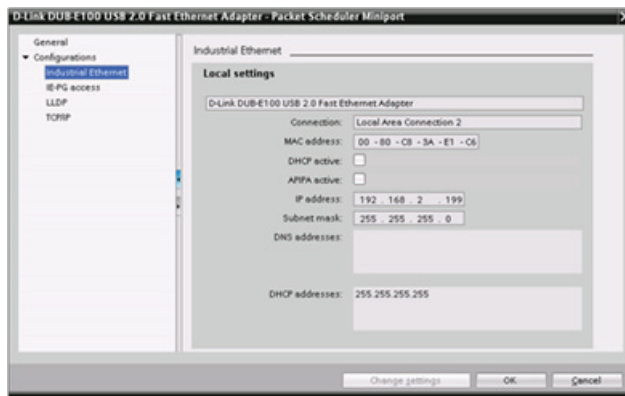 D-Link DUB-E100 USB 2.0 Fast Ethernet Adapter - Packet Scheduler Miniport
General
Configurations
Industrial Ethernet
IE-PG access
LLDP
TCP/IP
Industrial Ethernet
Local settings
D-Link DUB-E100 USB 2.0 Fast Ethernet Adapter
Connection: Local Area Connection 2
MAC address: 00 - 80 - C8 - 3A - E1 - C6
DHCP active:
APIPA active:
IP address: 192 . 168 . 2 . 199
Subnet mask: 255 . 255 . 255 . 0
DNS addresses:
DHCP addresses: 255.255.255.255
Change settings OK Cancel